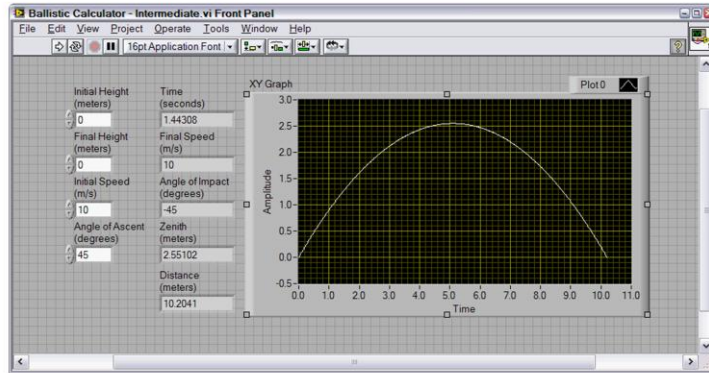 Ballistic Calculator - Intermediate.vi Front Panel
File Edit View Project Operate Tools Window Help
16pt Application Font
Initial Height
(meters)
0
Final Height
(meters)
0
Initial Speed
(m/s)
10
Angle of Ascent
(degrees)
45
Time
(seconds)
1.44308
Final Speed
(m/s)
10
Angle of Impact
(degrees)
-45
Zenith
(meters)
2.55102
Distance
(meters)
10.2041
XY Graph
Plot 0
Amplitude
3.0
2.5
2.0
1.5
1.0
0.5
0.0
-0.5
0.0 1.0 2.0 3.0 4.0 5.0 6.0 7.0 8.0 9.0 10.0 11.0
Time